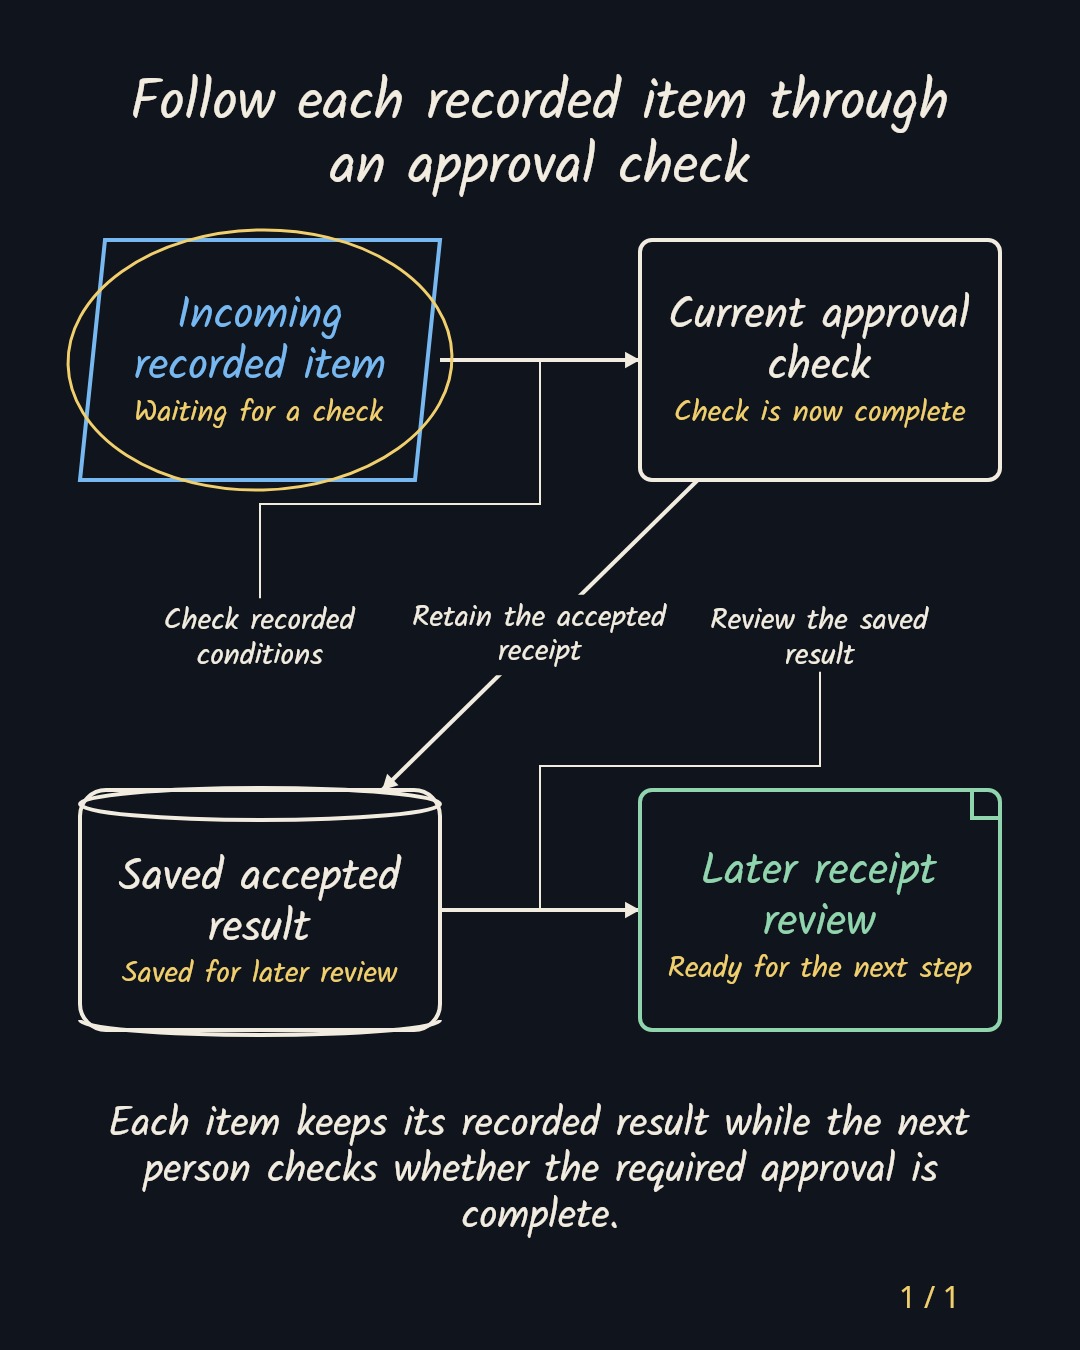 Follow each recorded item through
an approval check
Incoming
recorded item
Waiting for a check
Current approval
check
Check is now complete
Check recorded
conditions
Retain the accepted
receipt
Review the saved
result
Saved accepted
result
Saved for later review
Later receipt
review
Ready for the next step
Each item keeps its recorded result while the next
person checks whether the required approval is
complete.
1 / 1